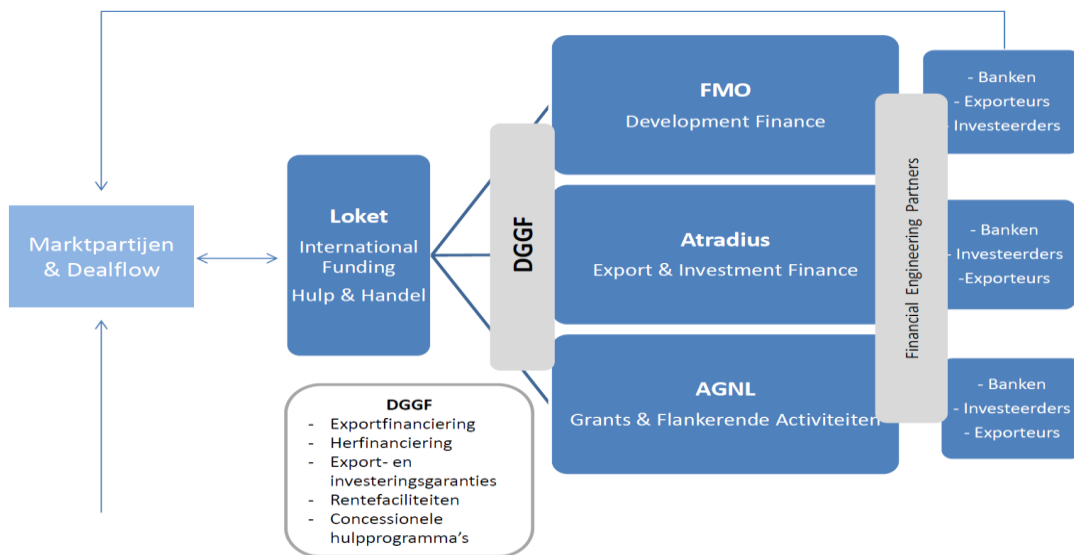 Marktpartijen
& Dealflow
Loket
International
Funding
Hulp & Handel
DGGF
- Exportfinanciering
- Herfinanciering
- Export- en
investeringsgaranties
- Rentefaciliteiten
- Concessionele
hulpprogramma's
DGGF
FMO
Development Finance
Atradius
Export & Investment Finance
AGNL
Grants & Flankerende Activiteiten
Financial Engineering Partners
- Banken
- Exporteurs
- Investeerders
- Banken
- Investeerders
-Exporteurs
- Banken
- Investeerders
- Exporteurs